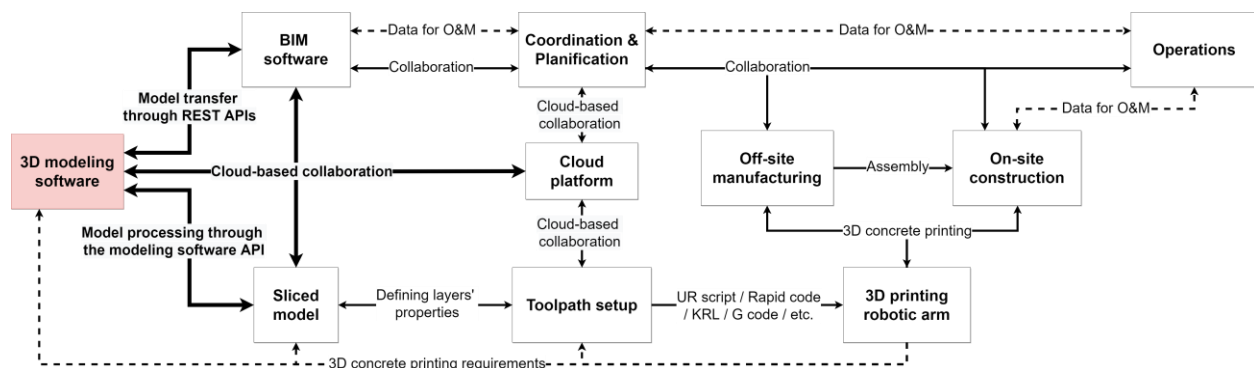 BIM
software
Data for O&M
Coordination &
Planification
Data for O&M
Operations
Collaboration
Collaboration
Model transfer
through REST APIs
Cloud-based
collaboration
Data for O&M
3D modeling
software
Cloud-based collaboration
Cloud
platform
Off-site
manufacturing
Assembly
On-site
construction
Model processing through
the modeling software API
Cloud-based
collaboration
3D concrete printing
Sliced
model
Defining layers'
properties
Toolpath setup
UR script / Rapid code
/ KRL / G code / etc.
3D printing
robotic arm
3D concrete printing requirements